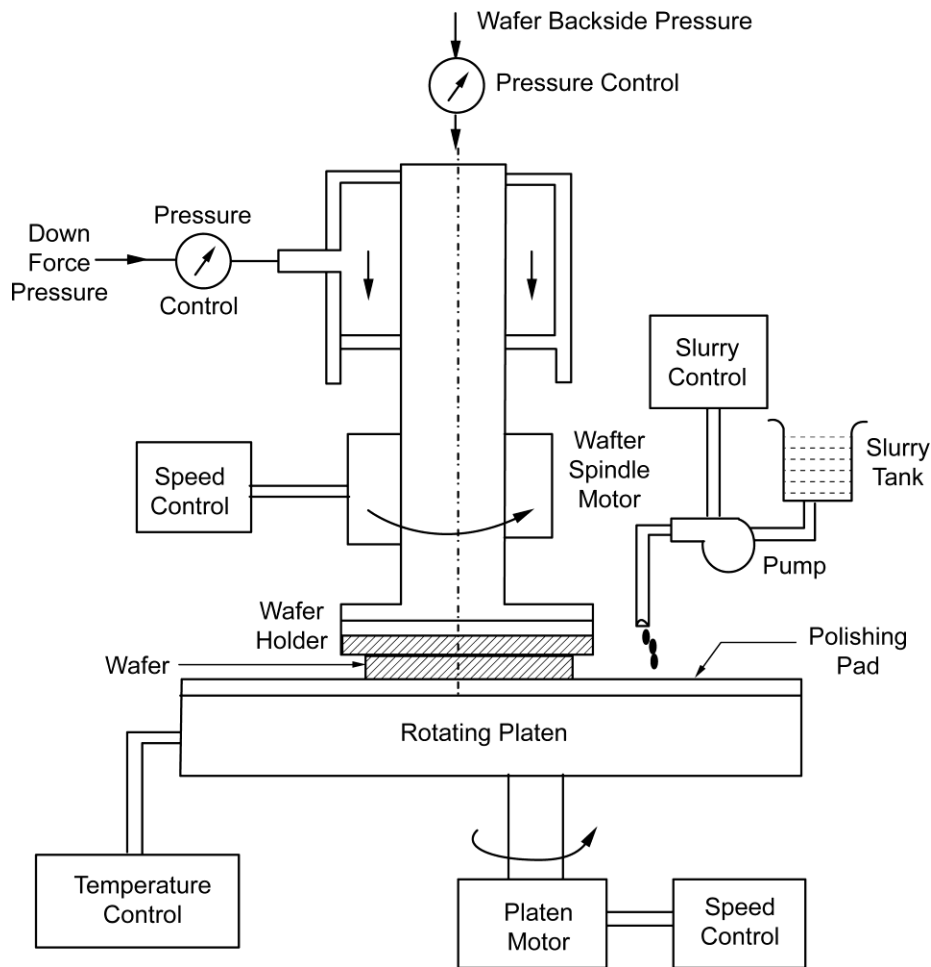 Wafer Backside Pressure
Pressure Control
Pressure
Control
Down
Force
Pressure
Slurry
Control
Slurry
Tank
Wafter
Spindle
Motor
Speed
Control
Pump
Wafer
Holder
Polishing
Pad
Wafer
Rotating Platen
Temperature
Control
Platen
Motor
Speed
Control